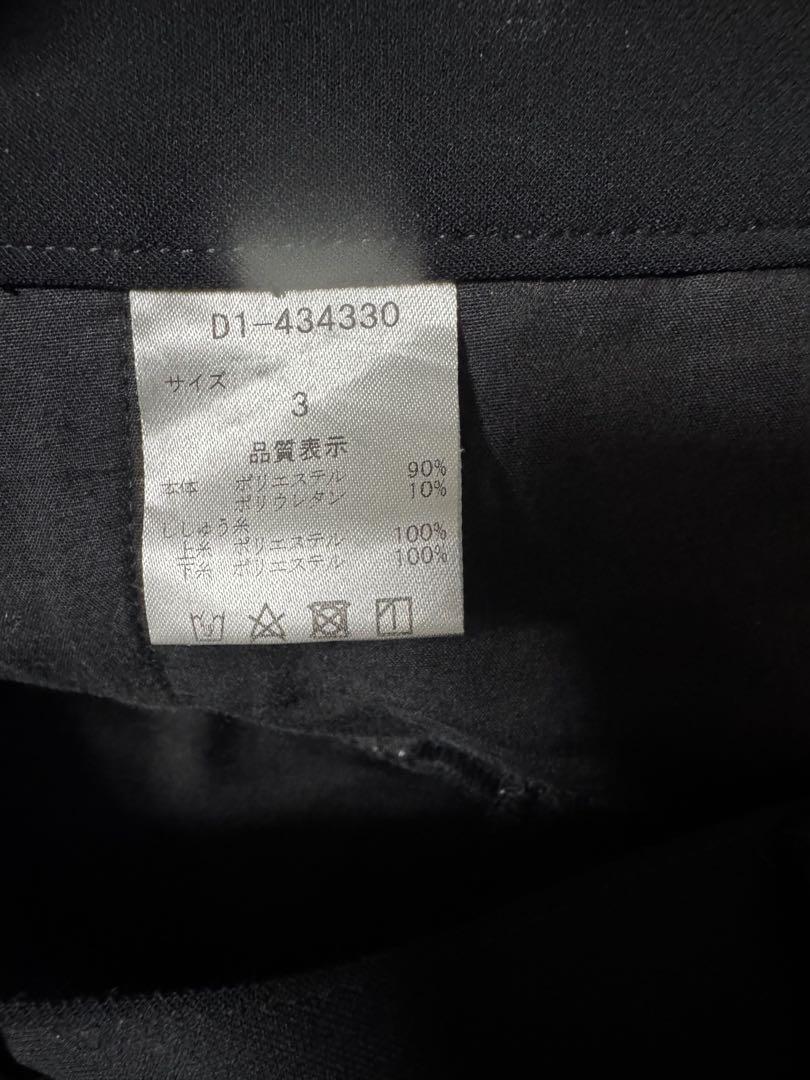 D1-434330
サイズ
3
品質表示
本体 ポリエステル 90%
ポリウレタン 10%
ししゅう糸
上糸 ポリエステル 100%
下糸 ポリエステル 100%